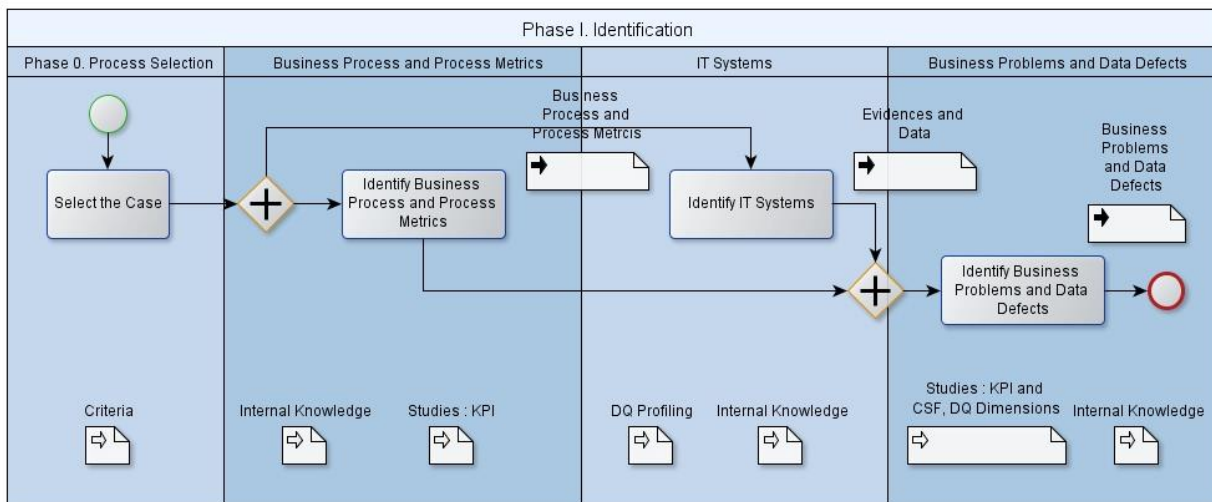 Phase I. Identification
Phase 0. Process Selection
Business Process and Process Metrics
IT Systems
Business Problems and Data Defects
Business
Process and
Process Metrcis
Evidences and
Data
Business
Problems
and Data
Defects
Select the Case
Identify Business
Process and Process
Metrics
Identify IT Systems
Identify Business
Problems and Data
Defects
Criteria
Internal Knowledge
Studies : KPI
DQ Profiling
Internal Knowledge
Studies : KPI and
CSF, DQ Dimensions
Internal Knowledge